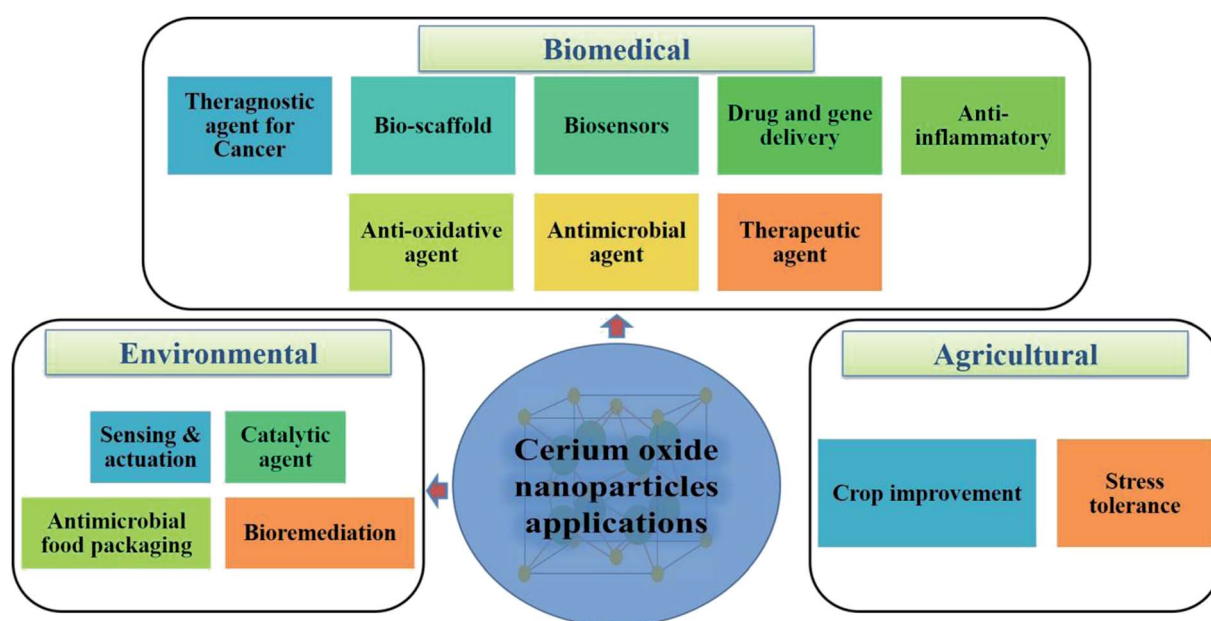 Biomedical
Theragnostic
agent for
Cancer
Bio-scaffold
Biosensors
Drug and gene
delivery
Anti-
inflammatory
Anti-oxidative
agent
Antimicrobial
agent
Therapeutic
agent
Environmental
Sensing &
actuation
Catalytic
agent
Antimicrobial
food packaging
Bioremediation
Cerium oxide
nanoparticles
applications
Agricultural
Crop improvement
Stress
tolerance